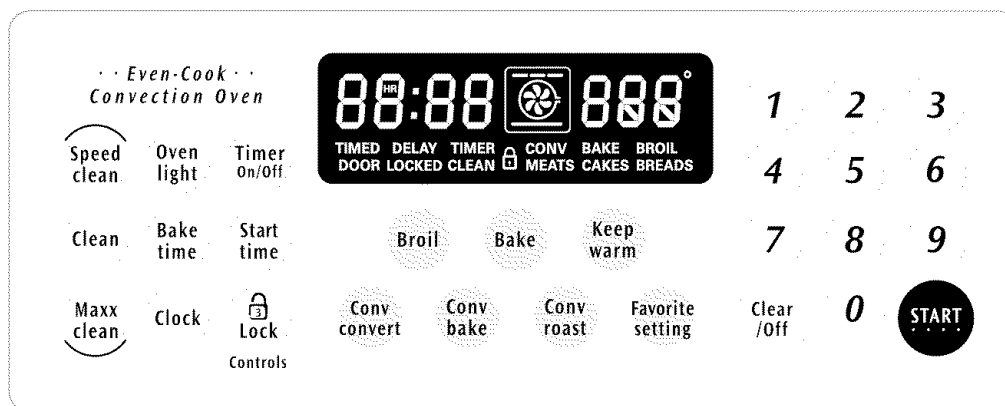 · · Even-Cook · ·
Convection Oven
Speed
clean
Oven
light
Timer
On/Off
Clean
Bake
time
Start
time
Maxx
clean
Clock
3
Lock
Controls
88:88
HR
888°
TIMED DELAY TIMER CONV BAKE BROIL
DOOR LOCKED CLEAN MEATS CAKES BREADS
Broil
Bake
Keep
warm
Conv
convert
Conv
bake
Conv
roast
Favorite
setting
1 2 3
4 5 6
7 8 9
Clear
/Off
0
START